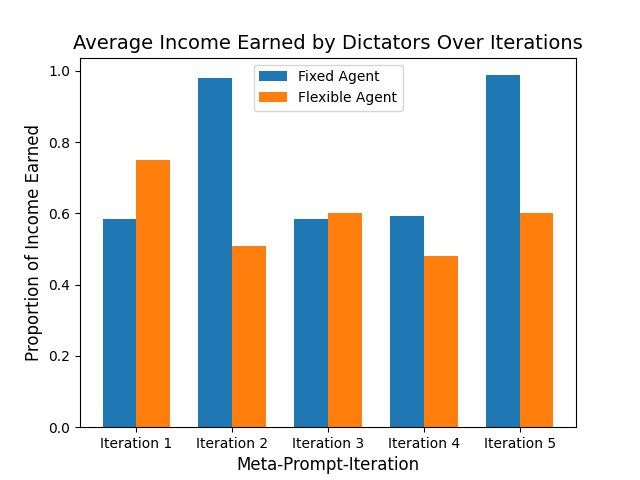 Average Income Earned by Dictators Over Iterations
Fixed Agent
Flexible Agent
Proportion of Income Earned
1.0
0.8
0.6
0.4
0.2
0.0
Iteration 1 Iteration 2 Iteration 3 Iteration 4 Iteration 5
Meta-Prompt-Iteration